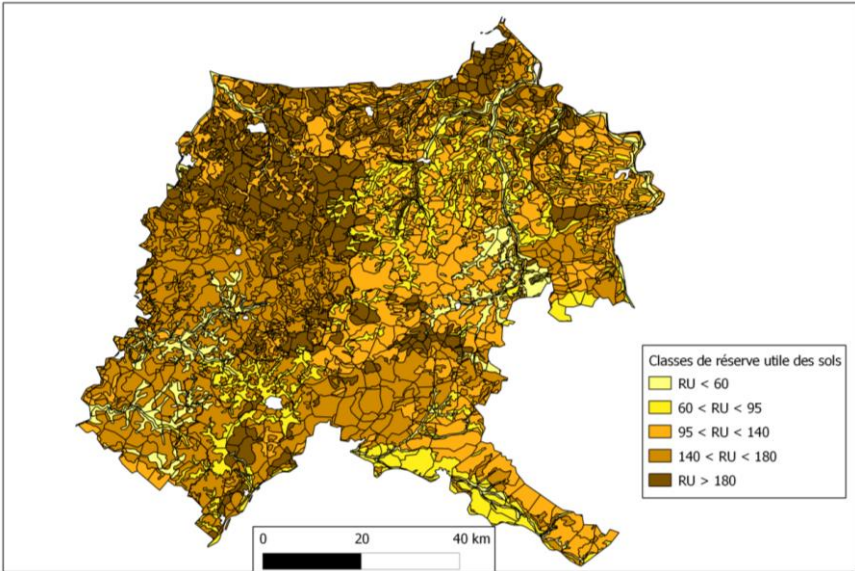 Classes de réserve utile des sols
RU < 60
60 < RU < 95
95 < RU < 140
140 < RU < 180
RU > 180
0 20 40 km